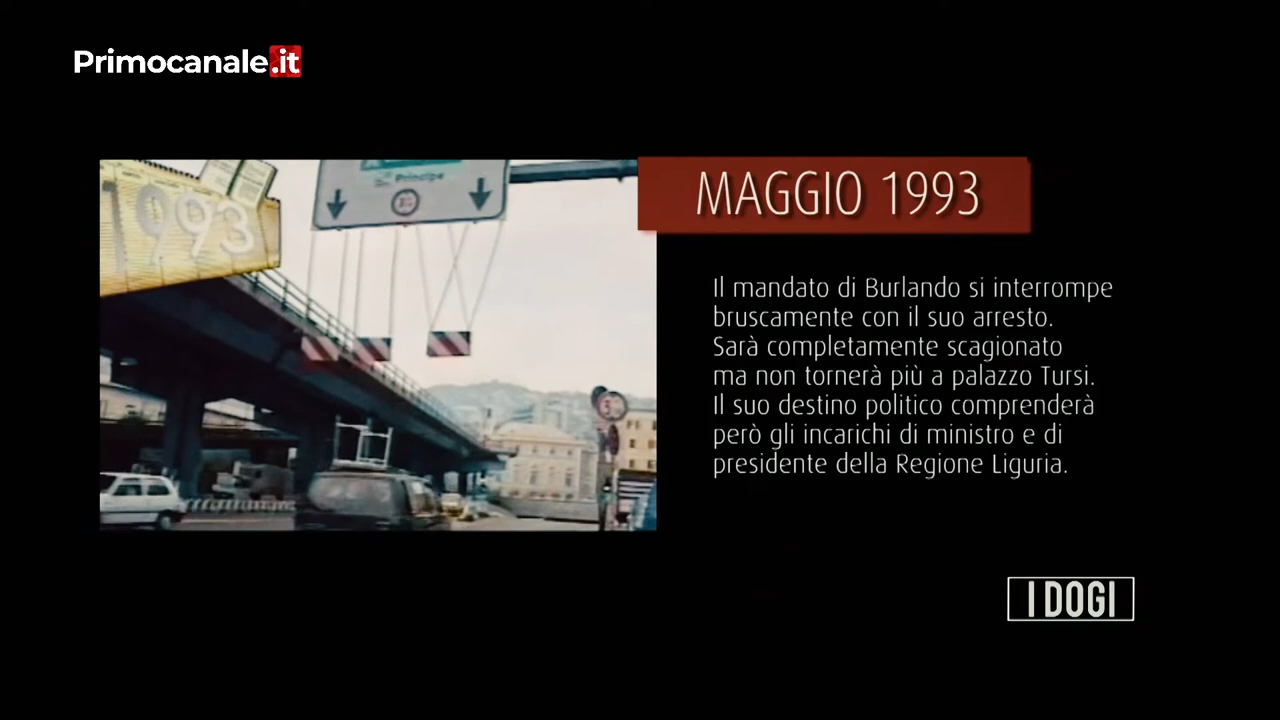 Primocanale.it
1993
Principe
MAGGIO 1993
Il mandato di Burlando si interrompe
bruscamente con il suo arresto.
Sarà completamente scagionato
ma non tornerà più a palazzo Tursi.
Il suo destino politico comprenderà
però gli incarichi di ministro e di
presidente della Regione Liguria.
I DOGI